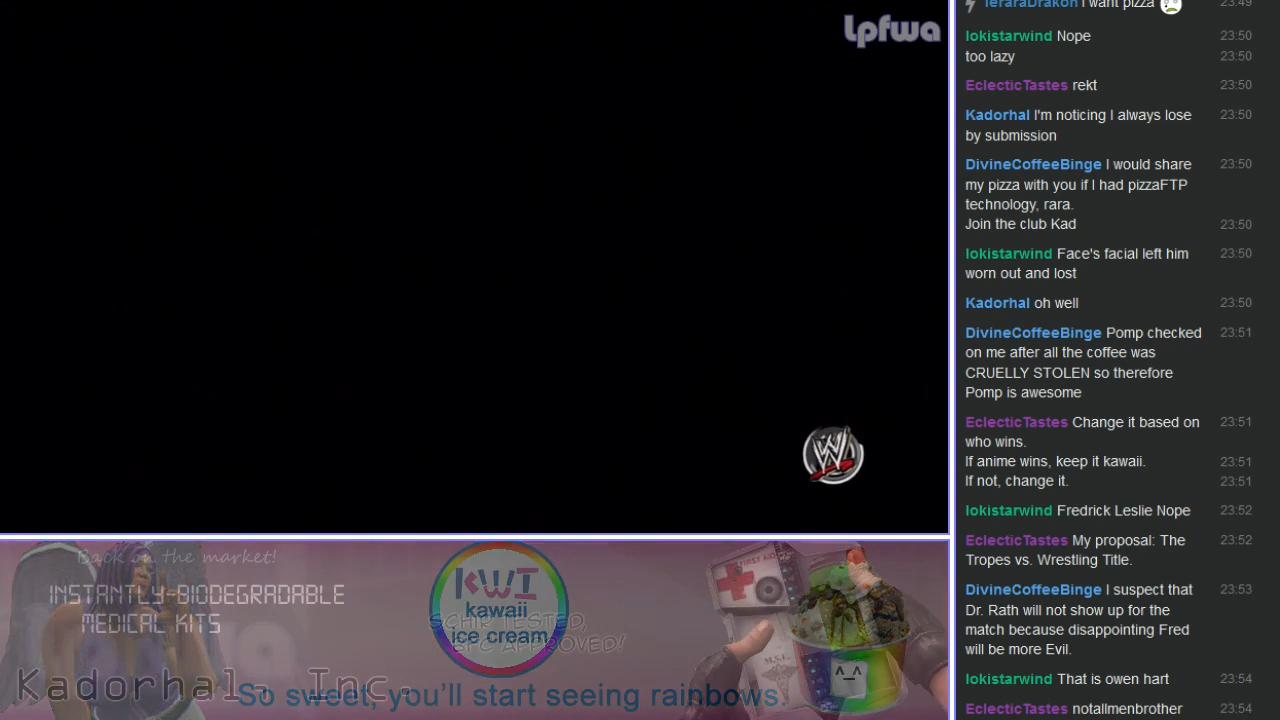 lpfwa
TeraraDrakon I want pizza 23:49
lokistarwind Nope 23:50
too lazy 23:50
EclecticTastes rekt 23:50
Kadorhal I'm noticing I always lose 23:50
by submission
DivineCoffeeBinge I would share 23:50
my pizza with you if I had pizzaFTP
technology, rara.
Join the club Kad 23:50
lokistarwind Face's facial left him 23:50
worn out and lost
Kadorhal oh well 23:50
DivineCoffeeBinge Pomp checked 23:51
on me after all the coffee was
CRUELLY STOLEN so therefore
Pomp is awesome
EclecticTastes Change it based on 23:51
who wins.
If anime wins, keep it kawaii. 23:51
If not, change it. 23:51
lokistarwind Fredrick Leslie Nope 23:52
EclecticTastes My proposal: The 23:52
Tropes vs. Wrestling Title.
DivineCoffeeBinge I suspect that 23:53
Dr. Rath will not show up for the
match because disappointing Fred
will be more Evil.
lokistarwind That is owen hart 23:54
EclecticTastes notallmenbrother 23:54
W
Back on the market!
INSTANTLY-BIODEGRADABLE
MEDICAL KITS
Kadorhal, Inc.
KWI
kawaii
ice cream
TESTED,
APPROVED!
FIRST AID
So sweet, you'll start seeing rainbows.
^_^